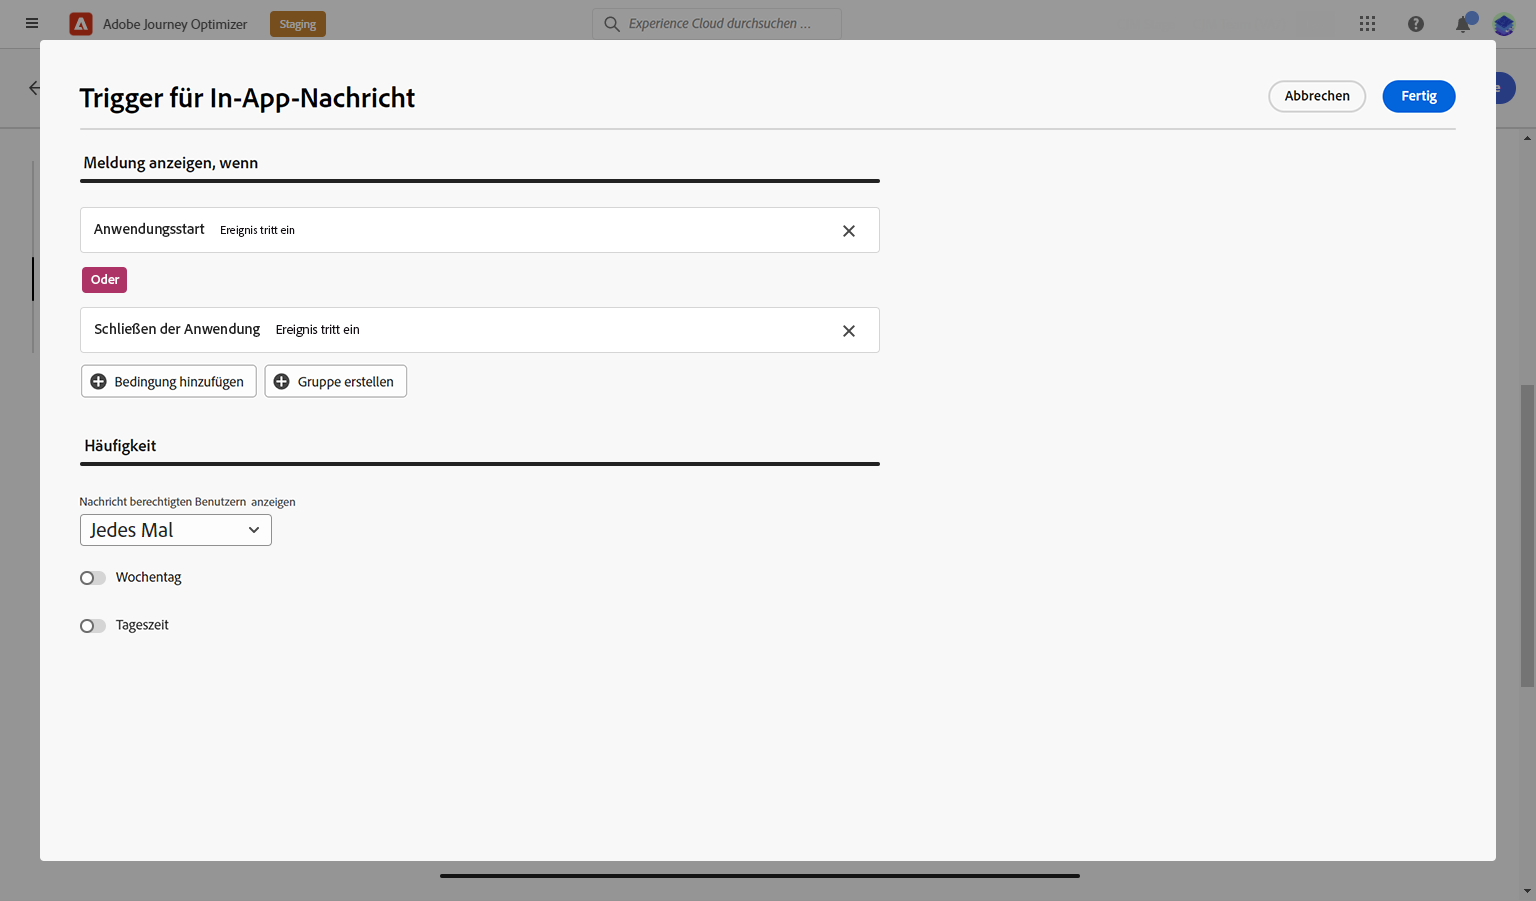 Adobe Journey Optimizer
Staging
Experience Cloud durchsuchen ...
Trigger für In-App-Nachricht
Abbrechen
Fertig
e
Meldung anzeigen, wenn
Anwendungsstart Ereignis tritt ein
Oder
Schließen der Anwendung Ereignis tritt ein
Bedingung hinzufügen
Gruppe erstellen
Häufigkeit
Nachricht berechtigten Benutzern anzeigen
Jedes Mal
Wochentag
Tageszeit